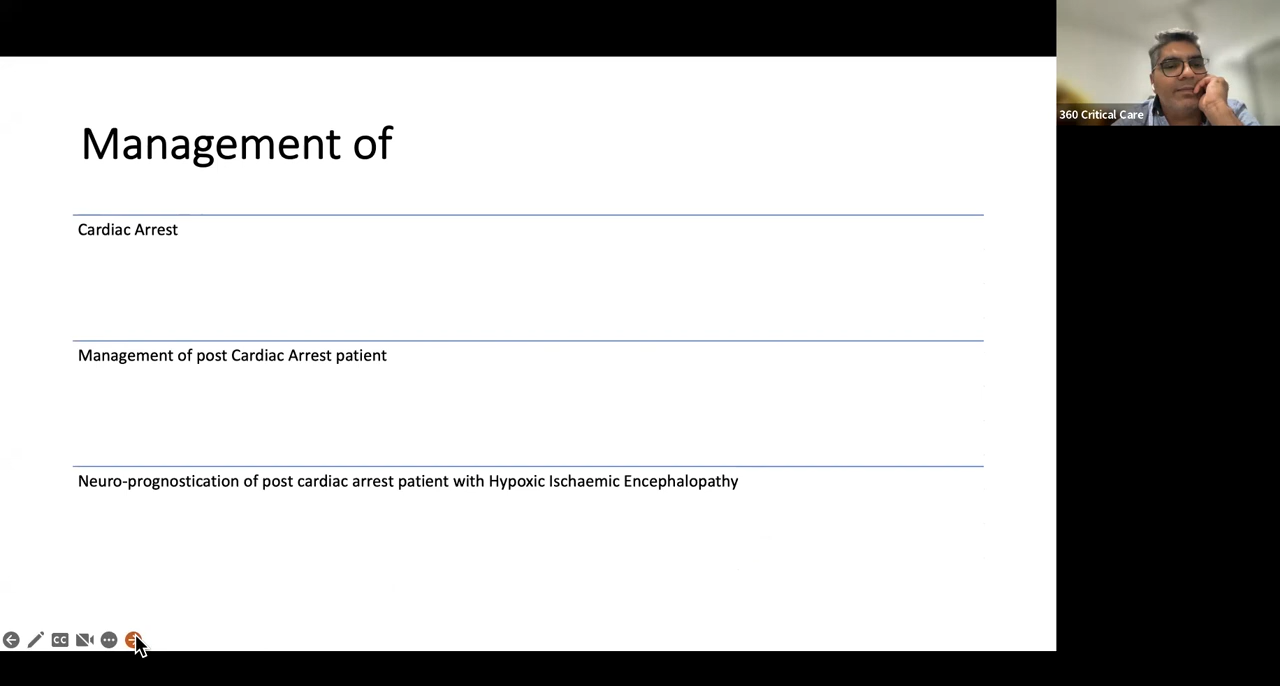 Management of
Cardiac Arrest
Management of post Cardiac Arrest patient
Neuro-prognostication of post cardiac arrest patient with Hypoxic Ischaemic Encephalopathy
360 Critical Care
CC